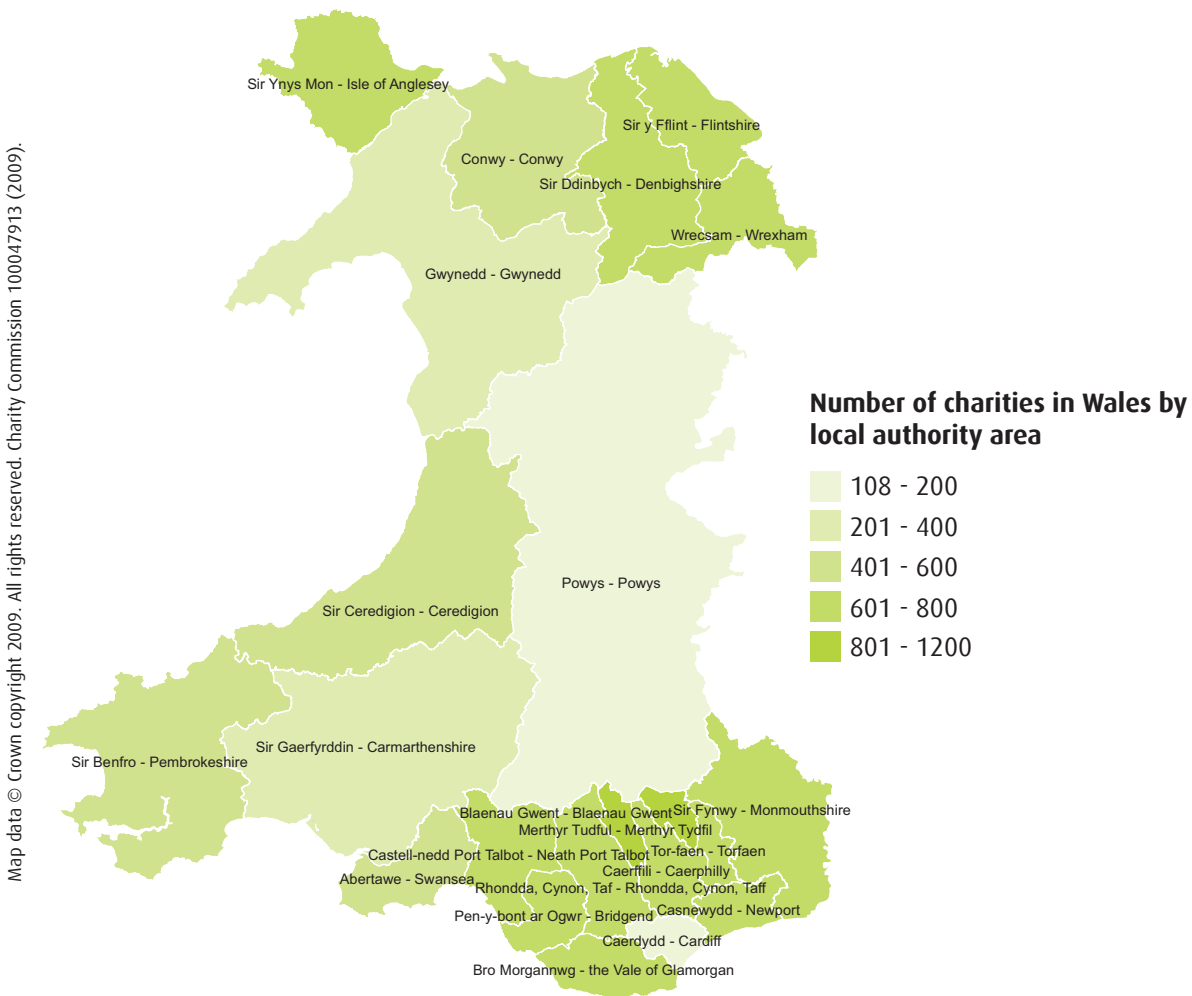 Sir Ynys Mon - Isle of Anglesey
Sir y Fflint - Flintshire
Conwy - Conwy
Sir Ddinbych - Denbighshire
Wrecsam - Wrexham
Gwynedd - Gwynedd
Number of charities in Wales by
local authority area
108 - 200
201 - 400
401 - 600
601 - 800
801 - 1200
Powys - Powys
Sir Ceredigion - Ceredigion
Sir Gaerfyrddin - Carmarthenshire
Sir Benfro - Pembrokeshire
Blaenau Gwent - Blaenau Gwent
Sir Fynwy - Monmouthshire
Merthyr Tudful - Merthyr Tydfil
Castell-nedd Port Talbot - Neath Port Talbot
Tor-faen - Torfaen
Caerffili - Caerphilly
Abertawe - Swansea
Rhondda, Cynon, Taf - Rhondda, Cynon, Taff
Pen-y-bont ar Ogwr - Bridgend
Casnewydd - Newport
Caerdydd - Cardiff
Bro Morgannwg - the Vale of Glamorgan
Map data © Crown copyright 2009. All rights reserved. Charity Commission 100047913 (2009).